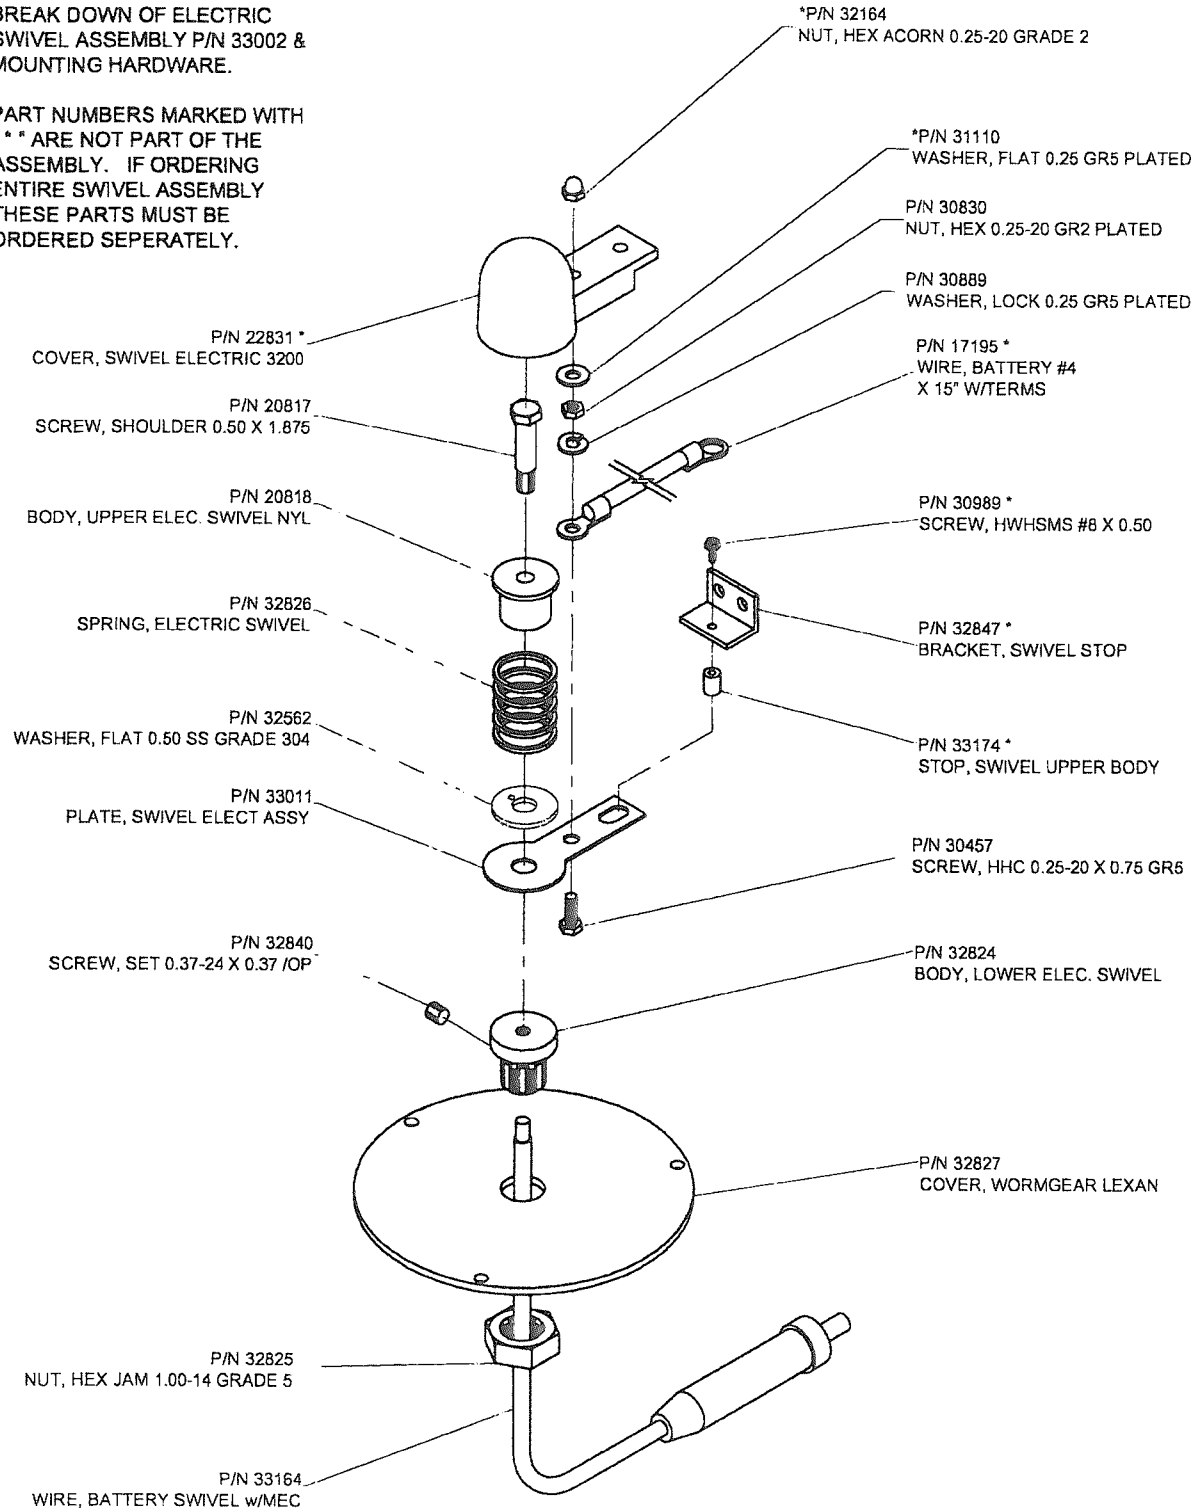 BREAK DOWN OF ELECTRIC
SWIVEL ASSEMBLY P/N 33002 &
MOUNTING HARDWARE.
PART NUMBERS MARKED WITH
" * " ARE NOT PART OF THE
ASSEMBLY. IF ORDERING
ENTIRE SWIVEL ASSEMBLY
THESE PARTS MUST BE
ORDERED SEPERATELY.
*P/N 32164
NUT, HEX ACORN 0.25-20 GRADE 2
*P/N 31110
WASHER, FLAT 0.25 GR5 PLATED
P/N 30830
NUT, HEX 0.25-20 GR2 PLATED
P/N 30889
WASHER, LOCK 0.25 GR5 PLATED
P/N 17195 *
WIRE, BATTERY #4
X 15" W/TERMS
P/N 30989 *
SCREW, HWHSMS #8 X 0.50
P/N 32847 *
BRACKET, SWIVEL STOP
P/N 33174 *
STOP, SWIVEL UPPER BODY
P/N 30457
SCREW, HHC 0.25-20 X 0.75 GR5
P/N 32824
BODY, LOWER ELEC. SWIVEL
P/N 32827
COVER, WORMGEAR LEXAN
P/N 22831 *
COVER, SWIVEL ELECTRIC 3200
P/N 20817
SCREW, SHOULDER 0.50 X 1.875
P/N 20818
BODY, UPPER ELEC. SWIVEL NYL
P/N 32826
SPRING, ELECTRIC SWIVEL
P/N 32562
WASHER, FLAT 0.50 SS GRADE 304
P/N 33011
PLATE, SWIVEL ELECT ASSY
P/N 32840
SCREW, SET 0.37-24 X 0.37 /OP
P/N 32825
NUT, HEX JAM 1.00-14 GRADE 5
P/N 33164
WIRE, BATTERY SWIVEL w/MEC